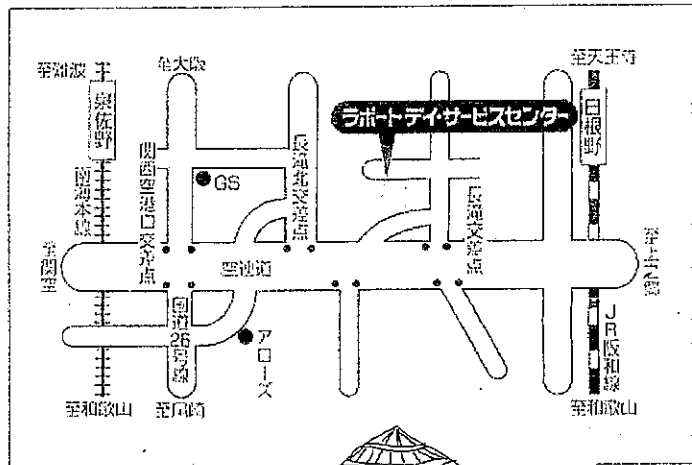 至難波
至大阪
至天王寺
泉佐野
ラポートデイ・サービスセンター
日根野
南海本線
関西空港口交差点
GS
長滝北交差点
長滝交差点
至関空
空連道
至上之郷
国道26号線
アローズ
JR阪和線
至和歌山
至尾崎
至和歌山